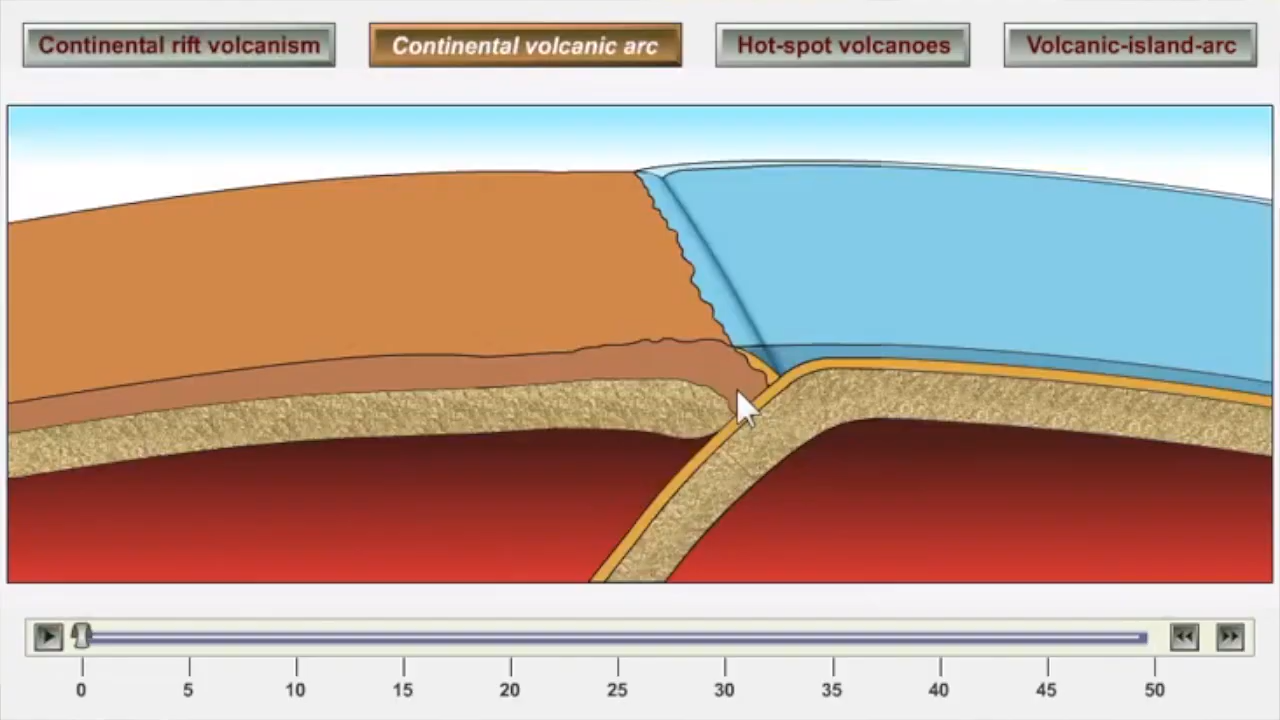 Continental rift volcanism
Continental volcanic arc
Hot-spot volcanoes
Volcanic-island-arc
0 5 10 15 20 25 30 35 40 45 50